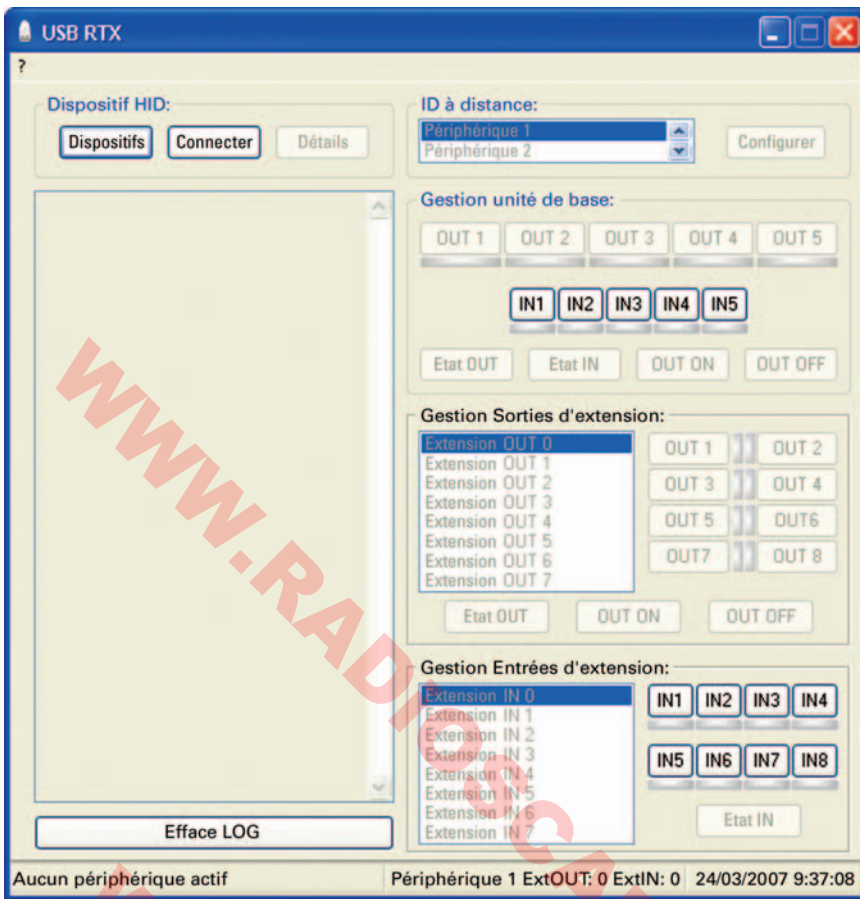 USB RTX
?
Dispositif HID:
Dispositifs Connecter Détails
ID à distance:
Périphérique 1
Périphérique 2
Configurer
Gestion unité de base:
OUT 1 OUT 2 OUT 3 OUT 4 OUT 5
IN1 IN2 IN3 IN4 IN5
Etat OUT Etat IN OUT ON OUT OFF
Gestion Sorties d'extension:
Extension OUT 0
Extension OUT 1
Extension OUT 2
Extension OUT 3
Extension OUT 4
Extension OUT 5
Extension OUT 6
Extension OUT 7
OUT 1 OUT 2
OUT 3 OUT 4
OUT 5 OUT6
OUT7 OUT 8
Etat OUT OUT ON OUT OFF
Gestion Entrées d'extension:
Extension IN 0
Extension IN 1
Extension IN 2
Extension IN 3
Extension IN 4
Extension IN 5
Extension IN 6
Extension IN 7
IN1 IN2 IN3 IN4
IN5 IN6 IN7 IN8
Etat IN
Efface LOG
Aucun périphérique actif
Périphérique 1 ExtOUT: 0 ExtIN: 0 24/03/2007 9:37:08
WWW.RADIOSCA